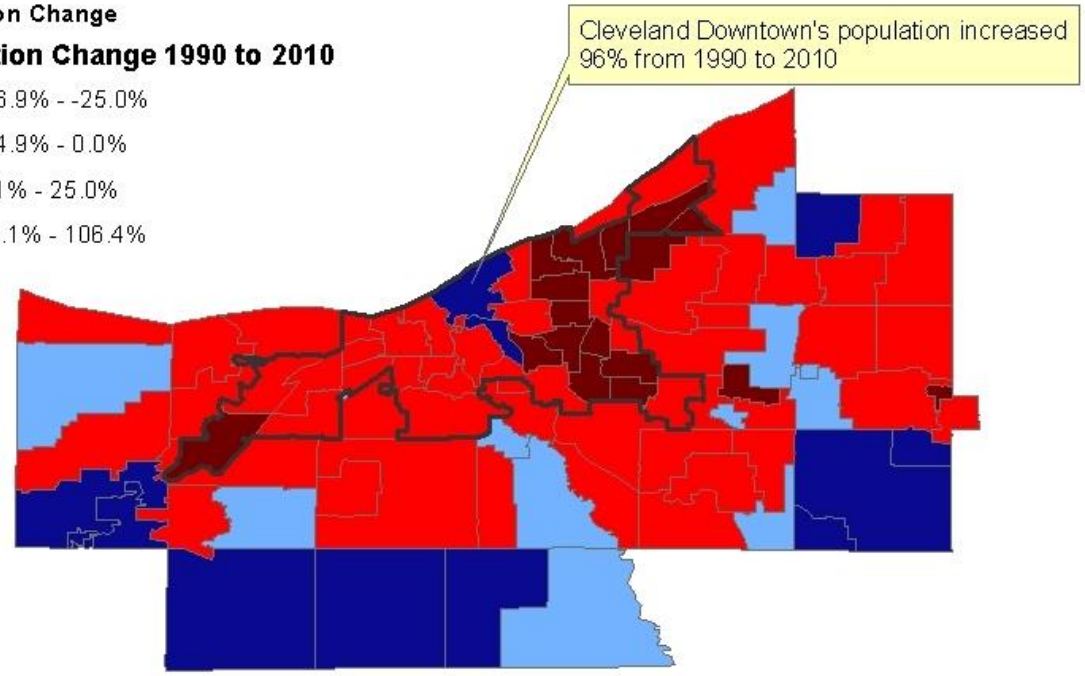 on Change
tion Change 1990 to 2010
6.9% - -25.0%
4.9% - 0.0%
1% - 25.0%
.1% - 106.4%
Cleveland Downtown's population increased
96% from 1990 to 2010